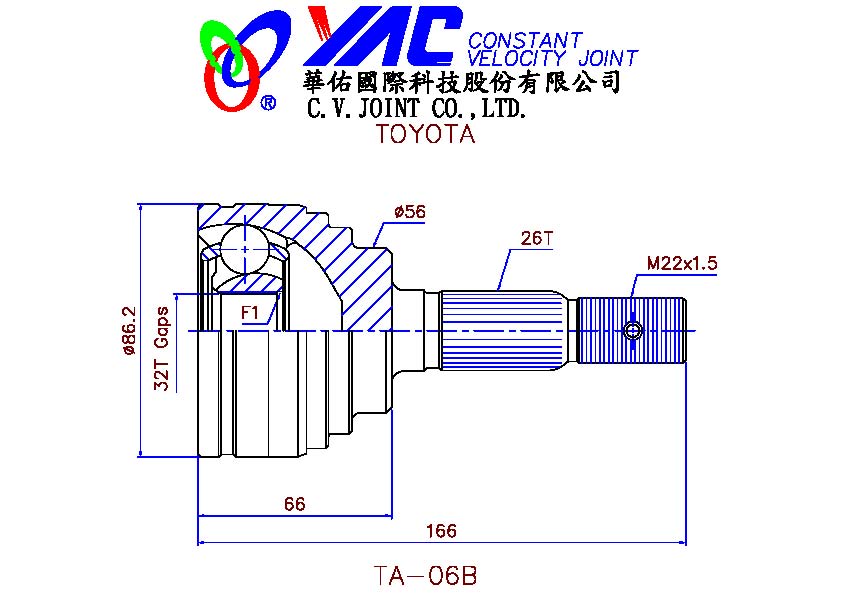 YAC CONSTANT
VELOCITY JOINT
®
華佑國際科技股份有限公司
C.V.JOINT CO.,LTD.
TOYOTA
ø56
26T
M22x1.5
F1
ø86.2
32T Gaps
66
166
TA-06B